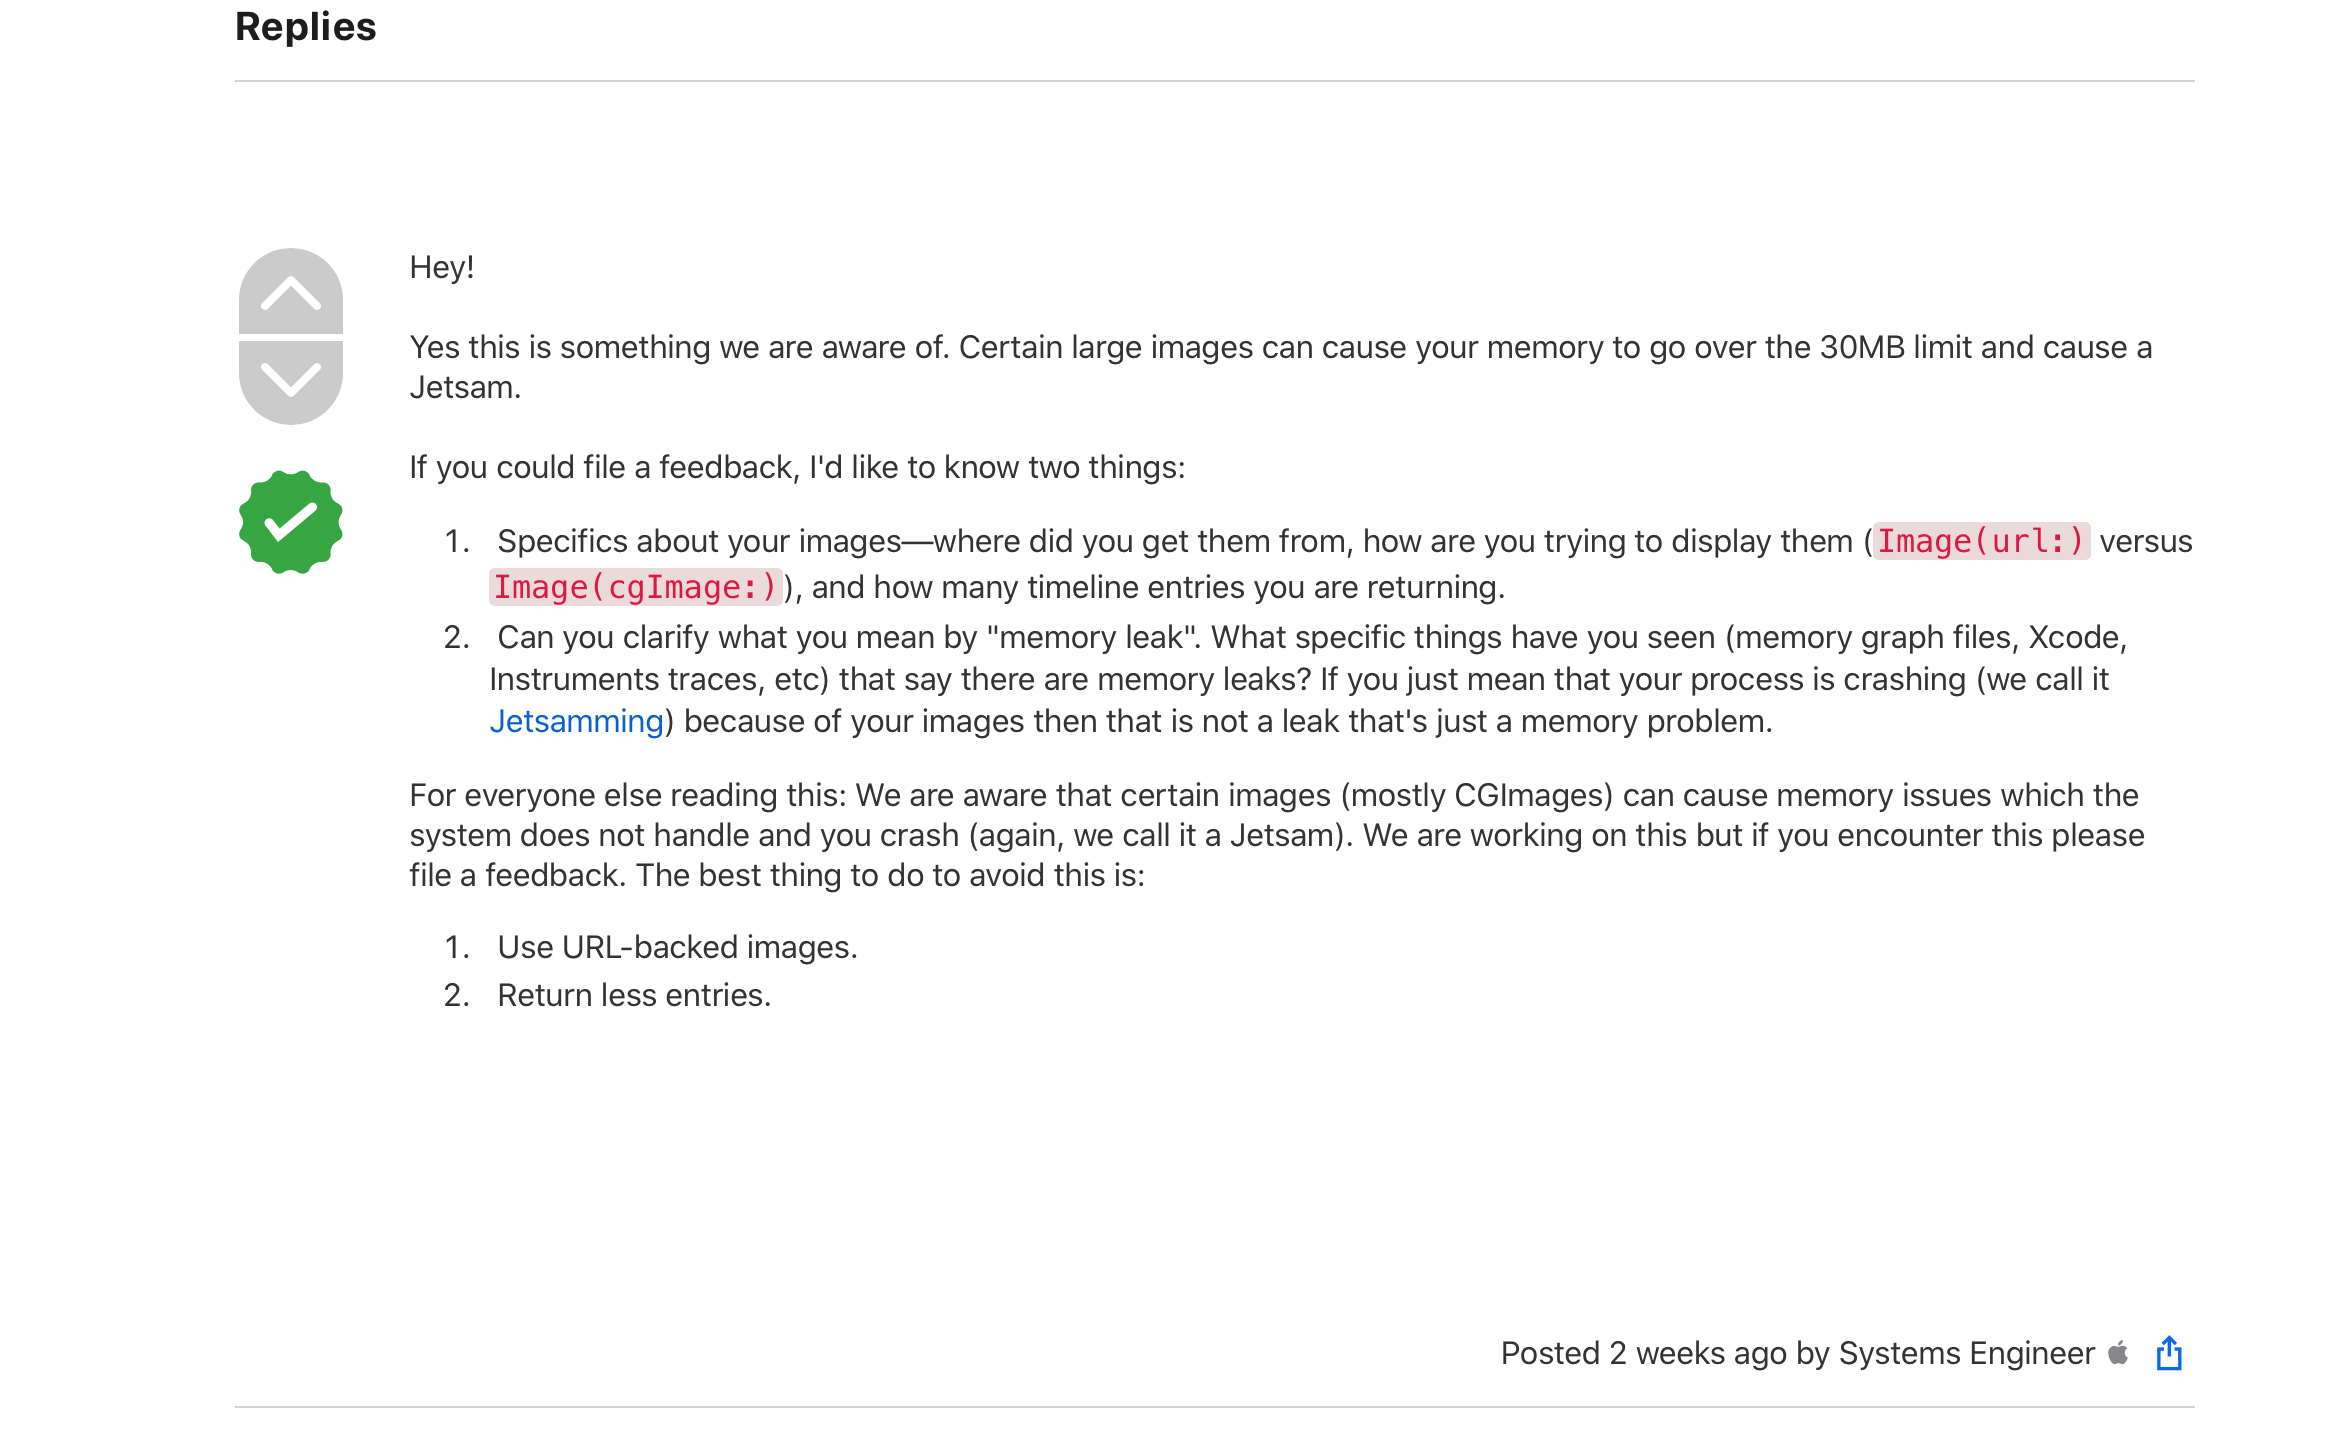 Replies
Hey!
Yes this is something we are aware of. Certain large images can cause your memory to go over the 30MB limit and cause a
Jetsam.
If you could file a feedback, I'd like to know two things:
1. Specifics about your images—where did you get them from, how are you trying to display them (Image(url:) versus
Image(cgImage:)), and how many timeline entries you are returning.
2. Can you clarify what you mean by "memory leak". What specific things have you seen (memory graph files, Xcode,
Instruments traces, etc) that say there are memory leaks? If you just mean that your process is crashing (we call it
Jetsamming) because of your images then that is not a leak that's just a memory problem.
For everyone else reading this: We are aware that certain images (mostly CGImages) can cause memory issues which the
system does not handle and you crash (again, we call it a Jetsam). We are working on this but if you encounter this please
file a feedback. The best thing to do to avoid this is:
1. Use URL-backed images.
2. Return less entries.
Posted 2 weeks ago by Systems Engineer